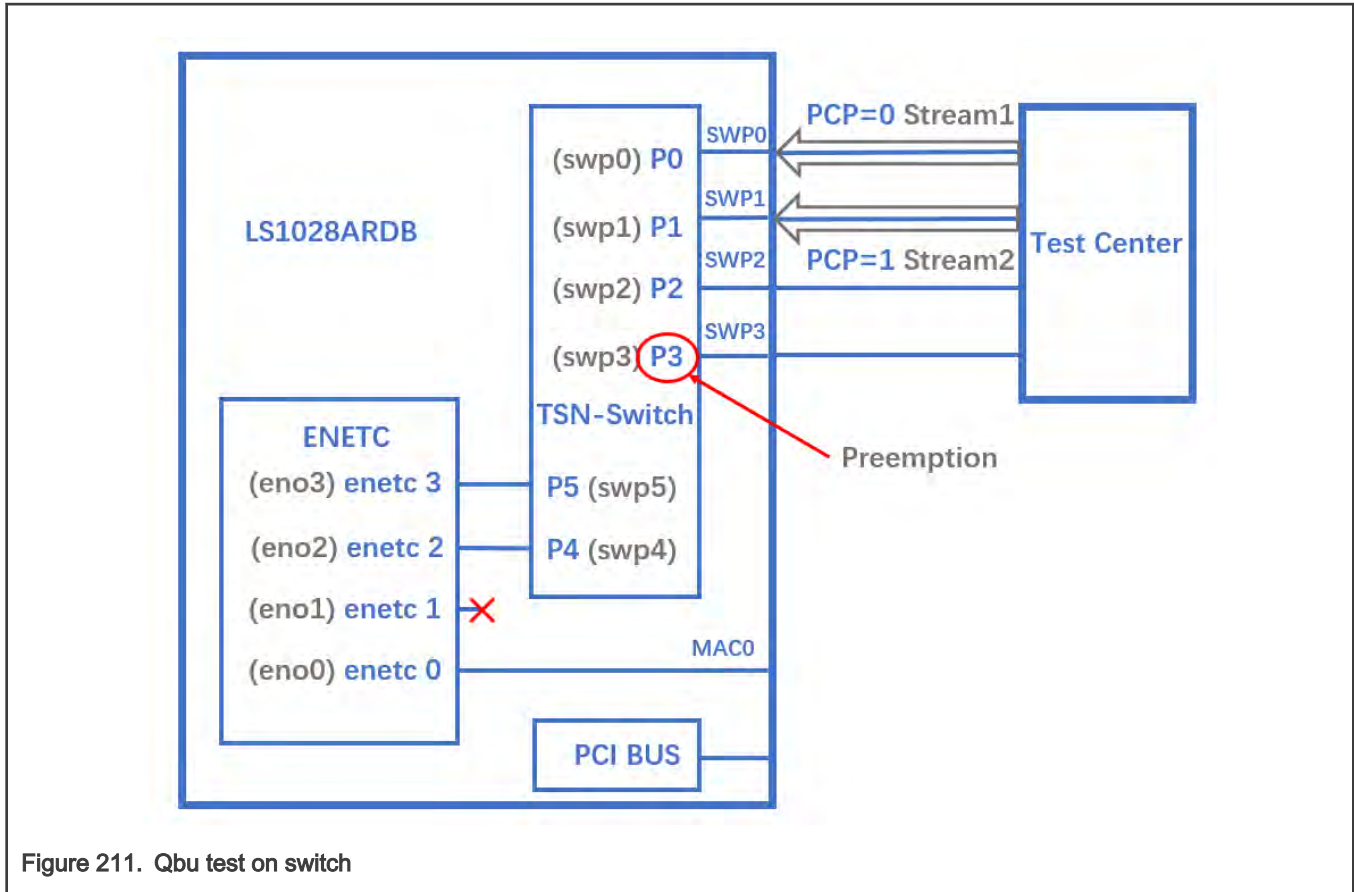 PCP=0 Stream1
SWP0
(swp0) P0
SWP1
(swp1) P1
LS1028ARDB
Test Center
SWP2
PCP=1 Stream2
(swp2) P2
SWP3
(swp3) P3
TSN-Switch
ENETC
Preemption
(eno3) enetc 3
P5 (swp5)
(eno2) enetc 2
P4 (swp4)
(eno1) enetc 1
MAC0
(eno0) enetc 0
PCI BUS
Figure 211. Qbu test on switch